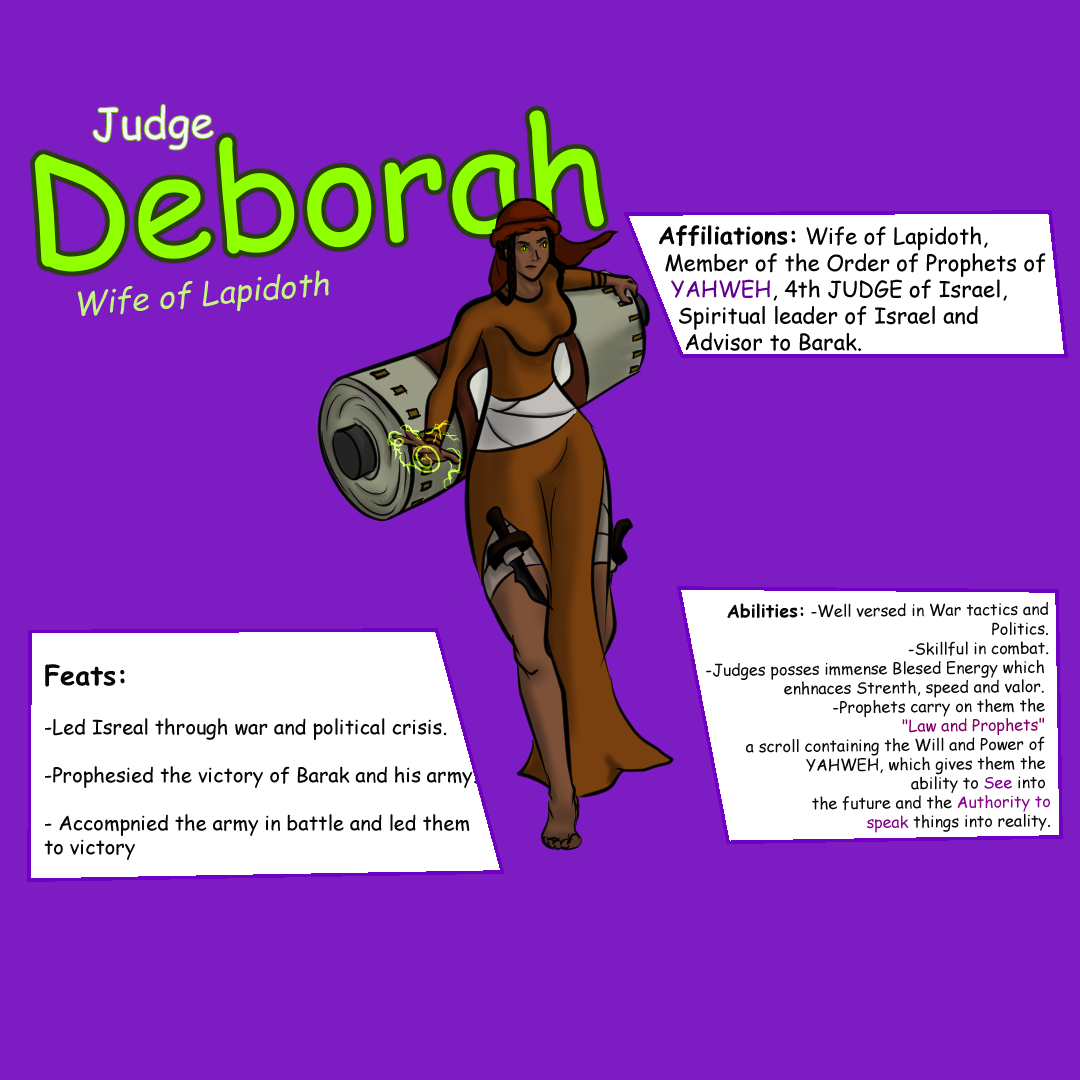 Judge
Deborah
Wife of Lapidoth
Affiliations: Wife of Lapidoth,
Member of the Order of Prophets of
YAHWEH, 4th JUDGE of Israel,
Spiritual leader of Israel and
Advisor to Barak.
Feats:
-Led Isreal through war and political crisis.
-Prophesied the victory of Barak and his army.
- Accompnied the army in battle and led them
to victory
Abilities: -Well versed in War tactics and
Politics.
-Skillful in combat.
-Judges posses immense Blesed Energy which
enhnaces Strenth, speed and valor.
-Prophets carry on them the
"Law and Prophets"
a scroll containing the Will and Power of
YAHWEH, which gives them the
ability to See into
the future and the Authority to
speak things into reality.